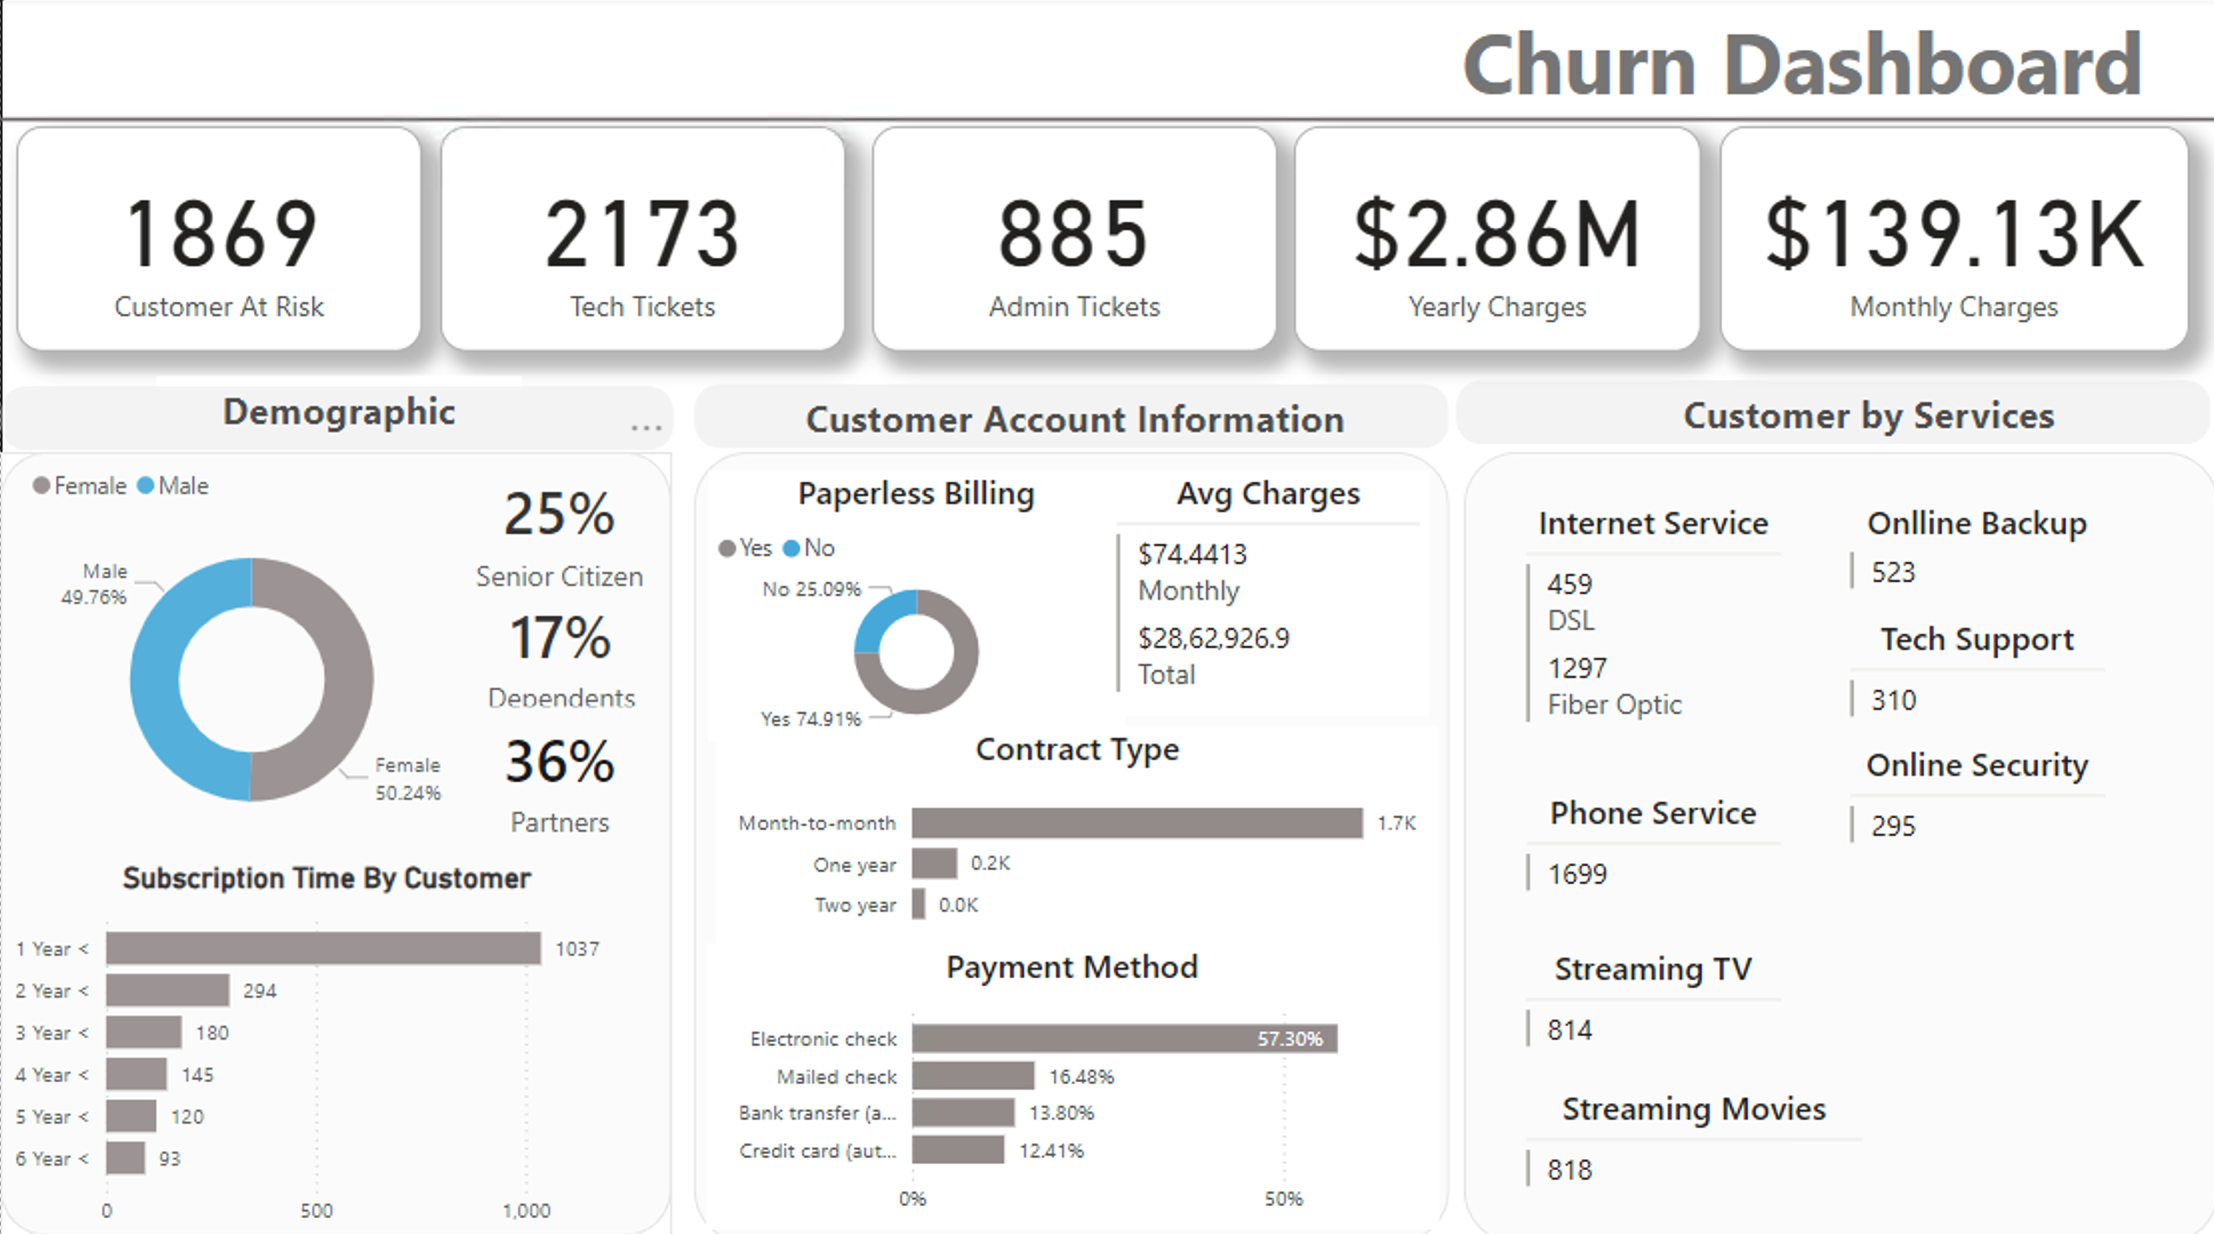 Churn Dashboard
1869
Customer At Risk
2173
Tech Tickets
885
Admin Tickets
$2.86M
Yearly Charges
$139.13K
Monthly Charges
Demographic
...
Female Male
Male
49.76%
Female
50.24%
25%
Senior Citizen
17%
Dependents
36%
Partners
Subscription Time By Customer
1 Year < 1037
2 Year < 294
3 Year < 180
4 Year < 145
5 Year < 120
6 Year < 93
0 500 1,000
Customer Account Information
Paperless Billing
Yes No
No 25.09%
Yes 74.91%
Avg Charges
$74.4413
Monthly
$28,62,926.9
Total
Contract Type
Month-to-month 1.7K
One year 0.2K
Two year 0.0K
Payment Method
Electronic check 57.30%
Mailed check 16.48%
Bank transfer (a... 13.80%
Credit card (aut... 12.41%
0% 50%
Customer by Services
Internet Service
459
DSL
1297
Fiber Optic
Phone Service
1699
Streaming TV
814
Streaming Movies
818
Onlline Backup
523
Tech Support
310
Online Security
295